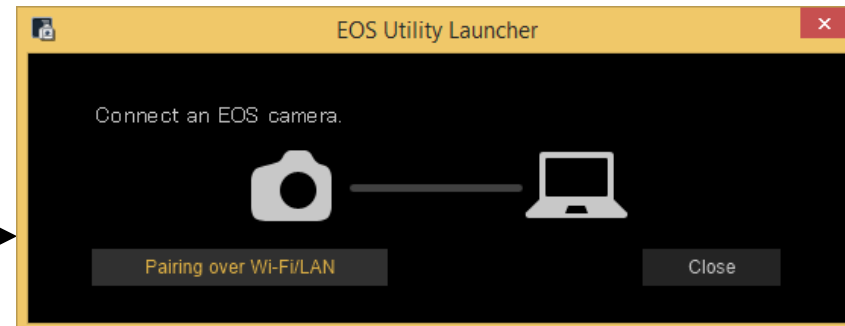 EOS Utility Launcher
Connect an EOS camera.
Pairing over Wi-Fi/LAN
Close